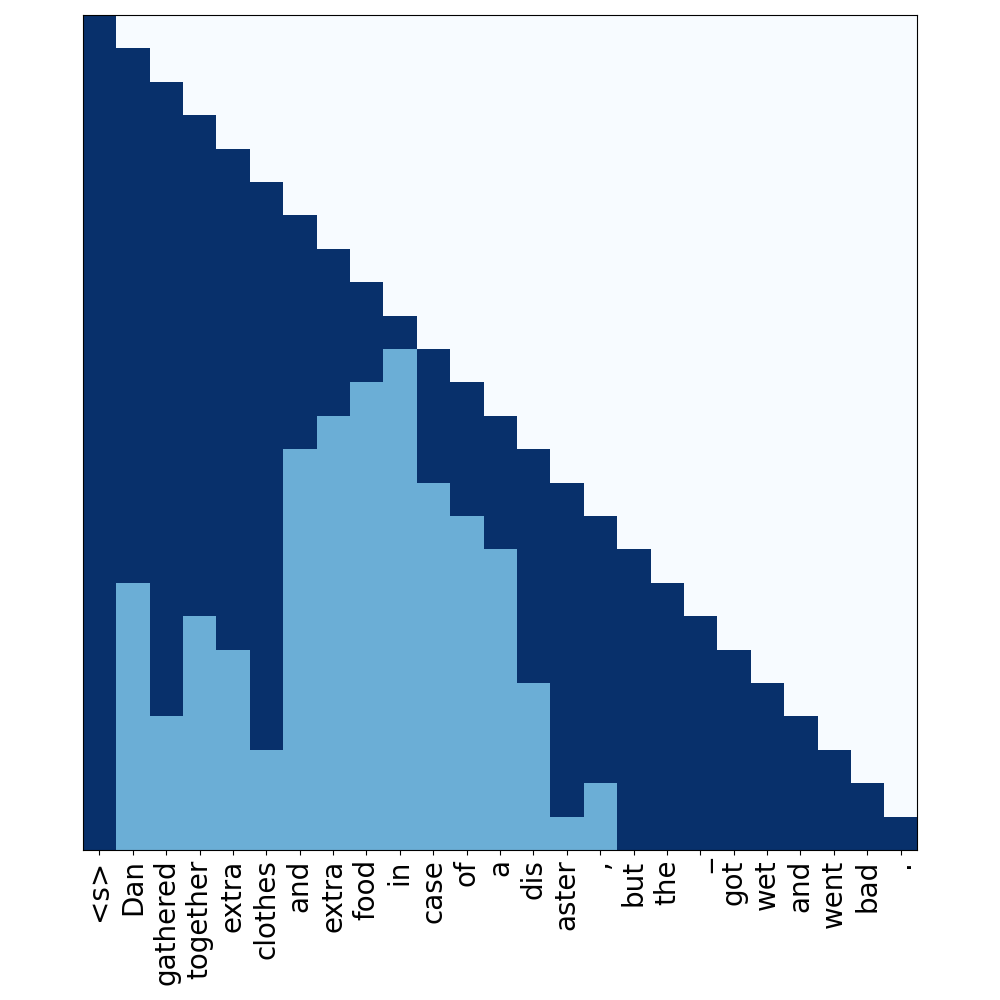 <s> Dan gathered together extra clothes and extra food in case of a dis aster , but the _ got wet and went bad .